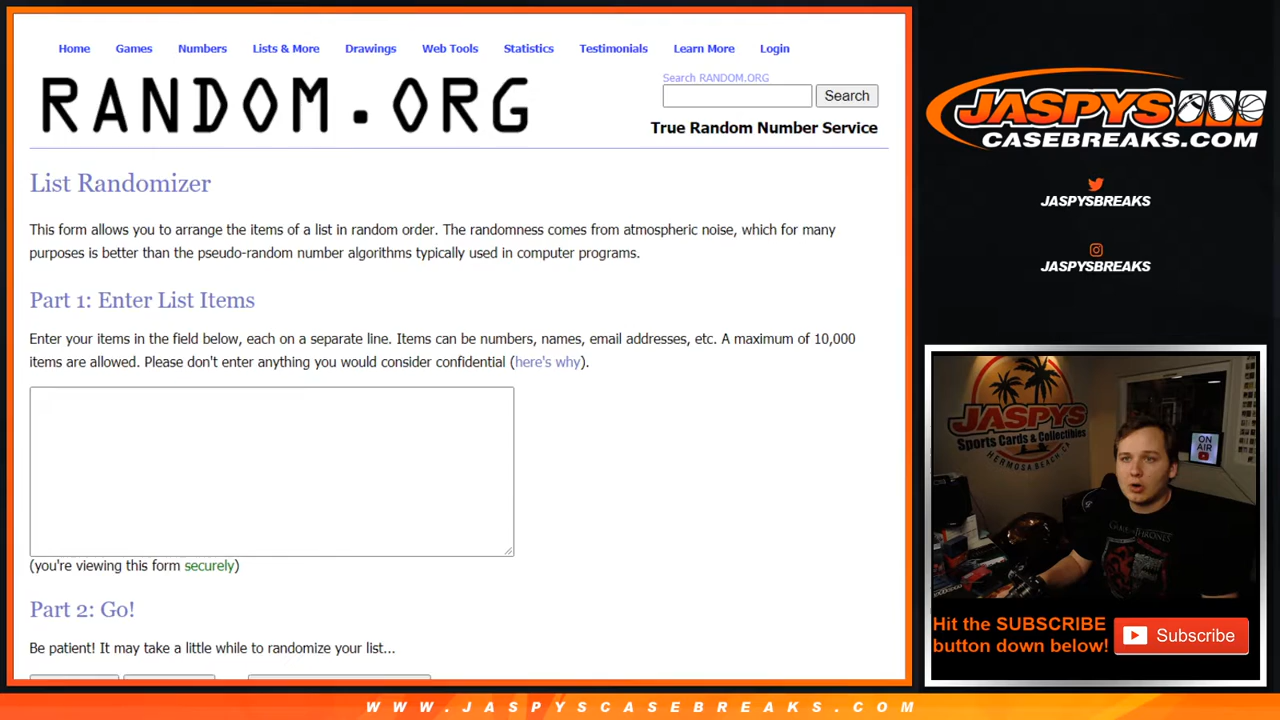 Home Games Numbers Lists & More Drawings Web Tools Statistics Testimonials Learn More Login
RANDOM.ORG
Search RANDOM.ORG
Search
True Random Number Service
List Randomizer
This form allows you to arrange the items of a list in random order. The randomness comes from atmospheric noise, which for many
purposes is better than the pseudo-random number algorithms typically used in computer programs.
Part 1: Enter List Items
Enter your items in the field below, each on a separate line. Items can be numbers, names, email addresses, etc. A maximum of 10,000
items are allowed. Please don't enter anything you would consider confidential (here's why).
(you're viewing this form securely)
Part 2: Go!
Be patient! It may take a little while to randomize your list...
JASPYS
CASEBREAKS.COM
JASPYSBREAKS
JASPYSBREAKS
JASPYS
Sports Cards & Collectibles
HERMOSA BEACH CA
ON
AIR
GAME OF THRONES
Hit the SUBSCRIBE
button down below!
Subscribe
WWW.JASPYSCASEBREAKS.COM